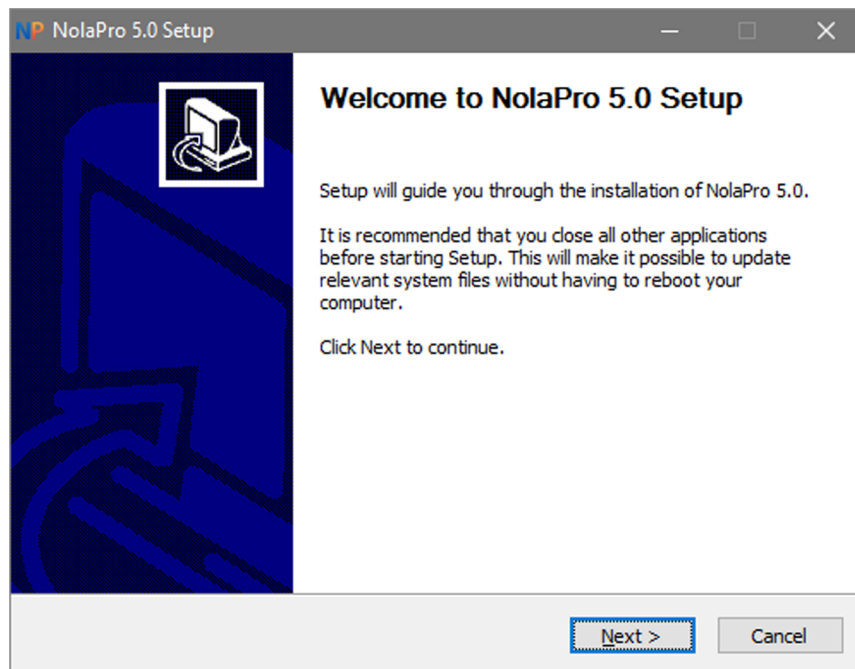 NP NolaPro 5.0 Setup
Welcome to NolaPro 5.0 Setup
Setup will guide you through the installation of NolaPro 5.0.
It is recommended that you close all other applications
before starting Setup. This will make it possible to update
relevant system files without having to reboot your
computer.
Click Next to continue.
Next >
Cancel